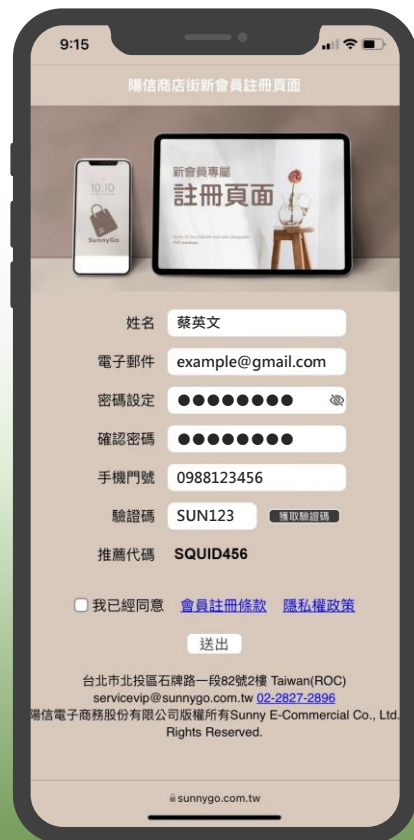 9:15
陽信商店街新會員註冊頁面
10:10
SunnyGo
新會員專屬
註冊頁面
姓名 蔡英文
電子郵件 example@gmail.com
密碼設定 ●●●●●●●●
確認密碼 ●●●●●●●●
手機門號 0988123456
驗證碼 SUN123 獲取驗證碼
推薦代碼 SQUID456
我已經同意 會員註冊條款 隱私權政策
送出
台北市北投區石牌路一段82號2樓 Taiwan(ROC)
servicevip@sunnygo.com.tw 02-2827-2896
陽信電子商務股份有限公司版權所有Sunny E-Commercial Co., Ltd.
Rights Reserved.
sunnygo.com.tw